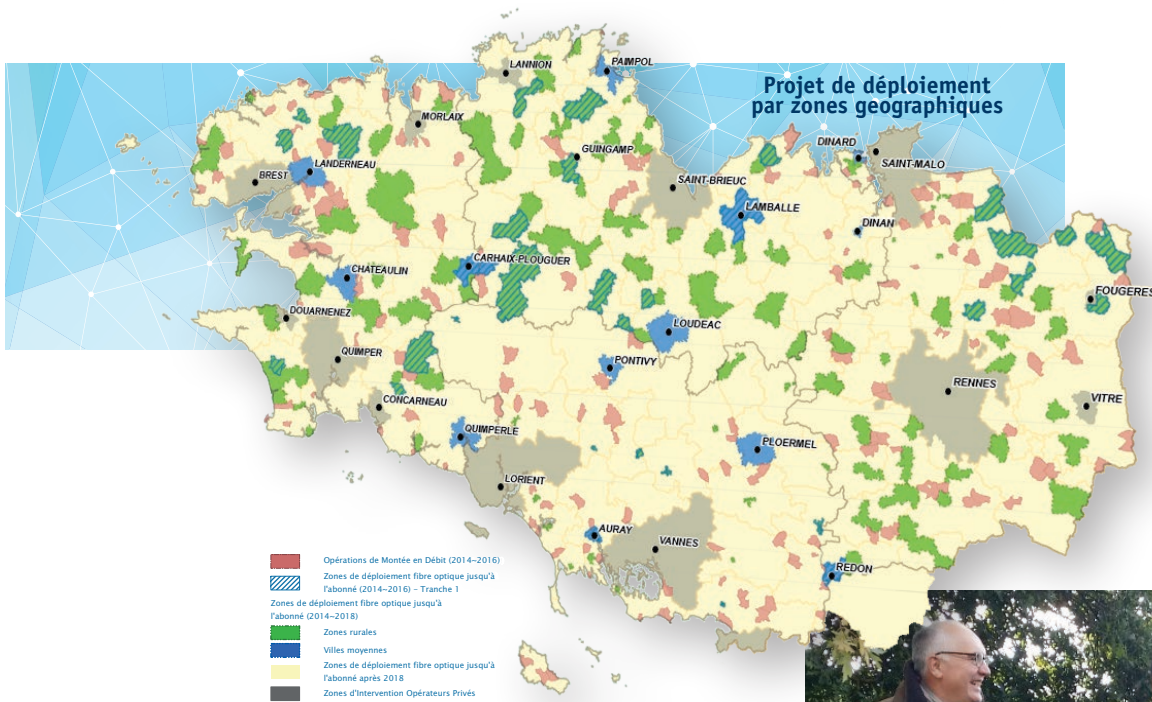 Projet de déploiement
par zones géographiques
LANNION
PAIMPOL
MORLAIX
GUINGAMP
DINARD
SAINT-MALO
LANDERNEAU
BREST
SAINT-BRIEUC
LAMBALLE
DINAN
CARHAIX-PLOUGUER
CHATEAULIN
FOUGERES
DOUARNENEZ
LOUDEAC
QUIMPER
PONTIVY
RENNES
CONCARNEAU
VITRE
QUIMPERLE
PLOERMEL
LORIENT
AURAY
VANNES
REDON
Opérations de Montée en Débit (2014–2016)
Zones de déploiement fibre optique jusqu'à
l'abonné (2014–2016) – Tranche 1
Zones de déploiement fibre optique jusqu'à
l'abonné (2014–2018)
Zones rurales
Villes moyennes
Zones de déploiement fibre optique jusqu'à
l'abonné après 2018
Zones d'Intervention Opérateurs Privés